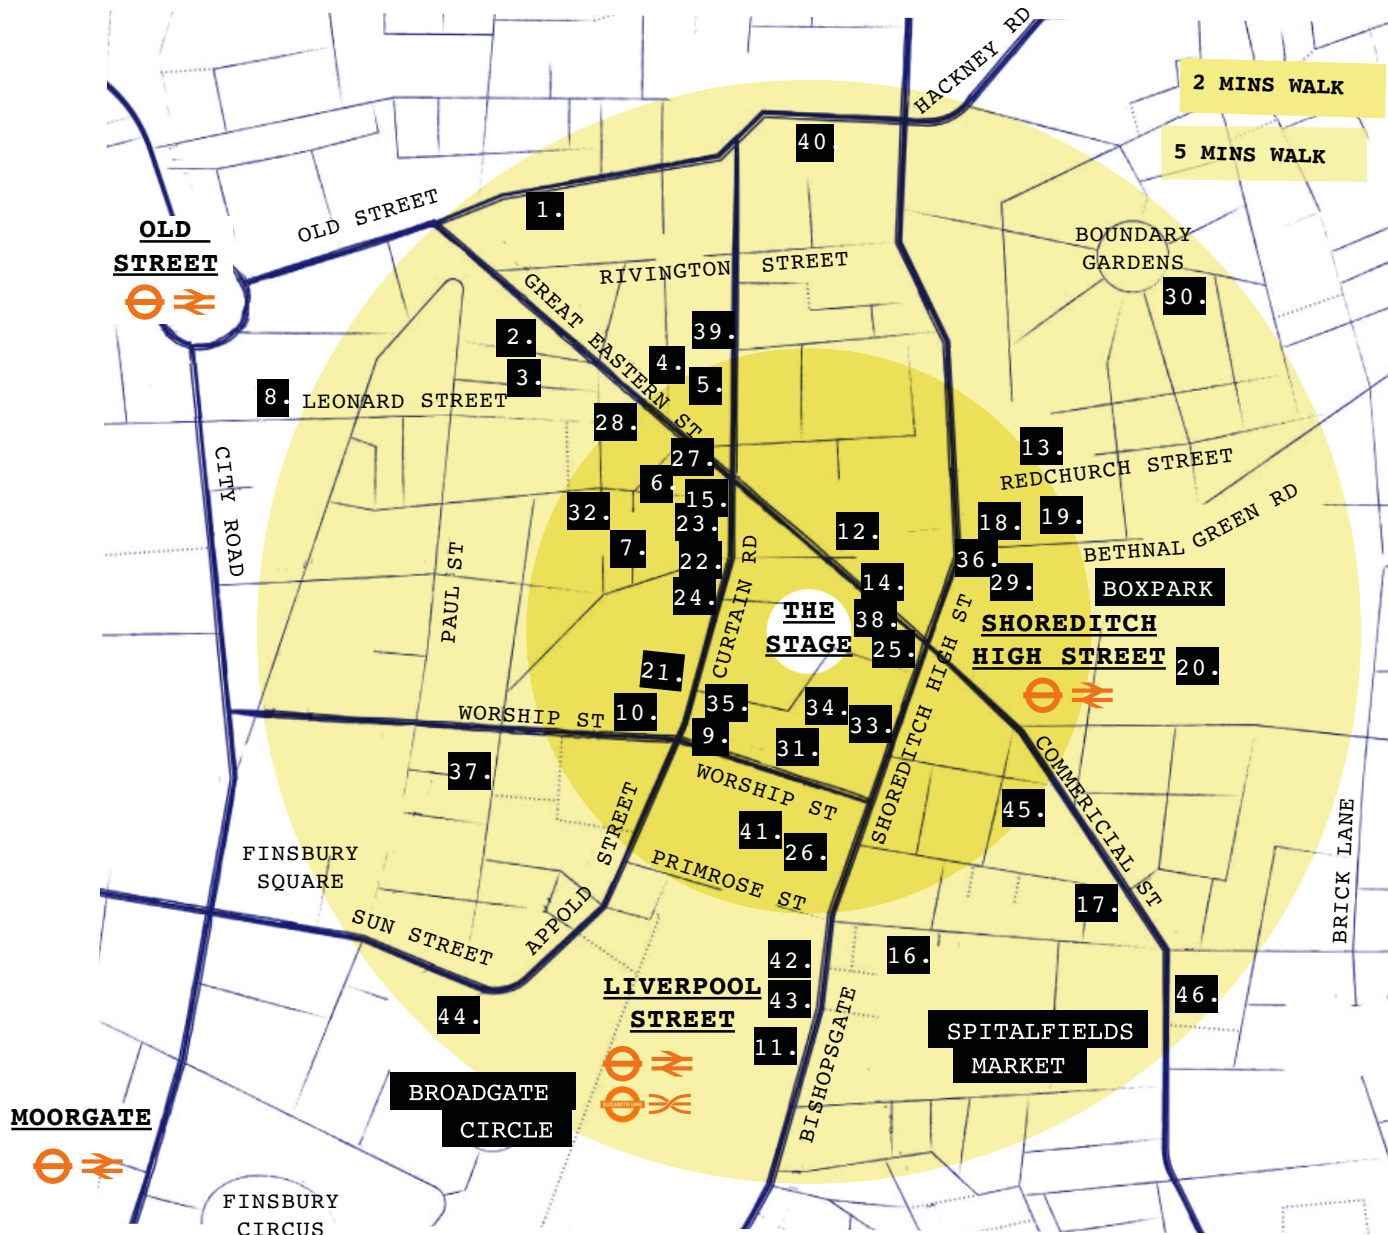 HACKNEY RD
2 MINS WALK
5 MINS WALK
40.
1.
OLD STREET
OLD
STREET
BOUNDARY
GARDENS
30.
RIVINGTON STREET
GREAT EASTERN ST
39.
2.
3.
4.
5.
8.
LEONARD STREET
28.
27.
13.
REDCHURCH STREET
CITY ROAD
6.
15.
32.
23.
7.
22.
24.
12.
18.
19.
36.
29.
BETHNAL GREEN RD
BOXPARK
14.
PAUL ST
CURTAIN RD
THE
STAGE
38.
25.
SHOREDITCH
HIGH STREET
20.
SHOREDITCH HIGH ST
21.
10.
35.
9.
34.
33.
31.
WORSHIP ST
WORSHIP ST
37.
COMMERICIAL ST
45.
41.
26.
STREET
APPOLD
PRIMROSE ST
FINSBURY
SQUARE
BRICK LANE
17.
SUN STREET
42.
16.
LIVERPOOL
STREET
43.
46.
44.
11.
BISHOPSGATE
SPITALFIELDS
MARKET
ELIZABETH LINE
BROADGATE
CIRCLE
MOORGATE
FINSBURY
CIRCUS